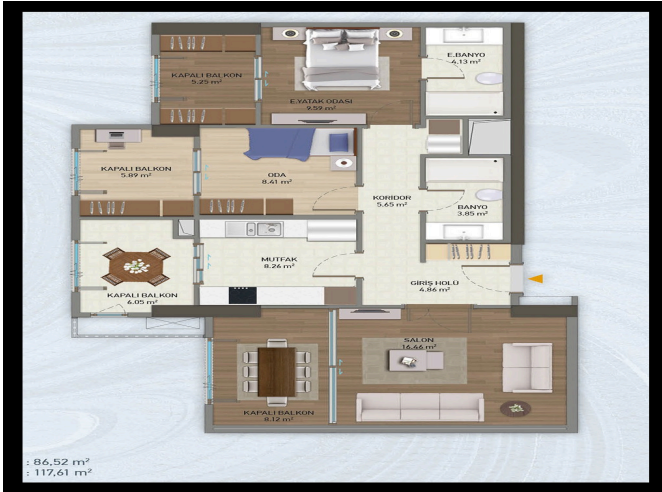 E.BANYO
4.13 m²
KAPALI BALKON
5.25 m²
E.YATAK ODASI
9.59 m²
KAPALI BALKON
5.89 m²
ODA
8.41 m²
KORİDOR
5.65 m²
BANYO
3.85 m²
MUTFAK
8.26 m²
GİRİŞ HOLÜ
4.86 m²
KAPALI BALKON
6.05 m²
SALON
16.46 m²
KAPALI BALKON
8.12 m²
: 86,52 m²
: 117,61 m²